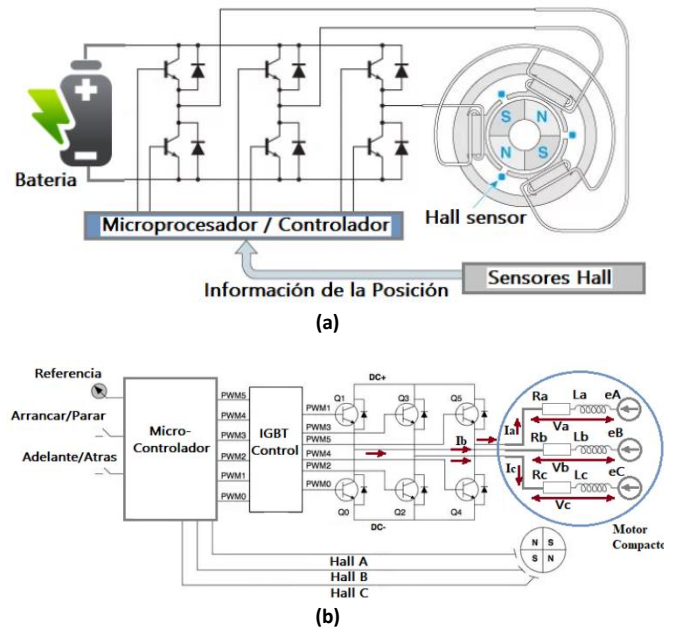 S N
N S
Bateria
Hall sensor
Microprocesador / Controlador
Sensores Hall
Información de la Posición
(a)
Referencia
Arrancar/Parar
Adelante/Atras
Micro-
Controlador
PWM5
PWM4
PWM3
PWM2
PWM1
PWM0
IGBT
Control
PWM1
PWM3
PWM5
PWM4
PWM2
PWM0
DC+
Q1
Q3
Q5
Q0
Q2
Q4
DC-
Ia
Ib
Ic
Ra La eA
Va
Rb Lb eB
Vb
Rc Lc eC
Vc
Motor
Compacto
N S
S N
Hall A
Hall B
Hall C
(b)